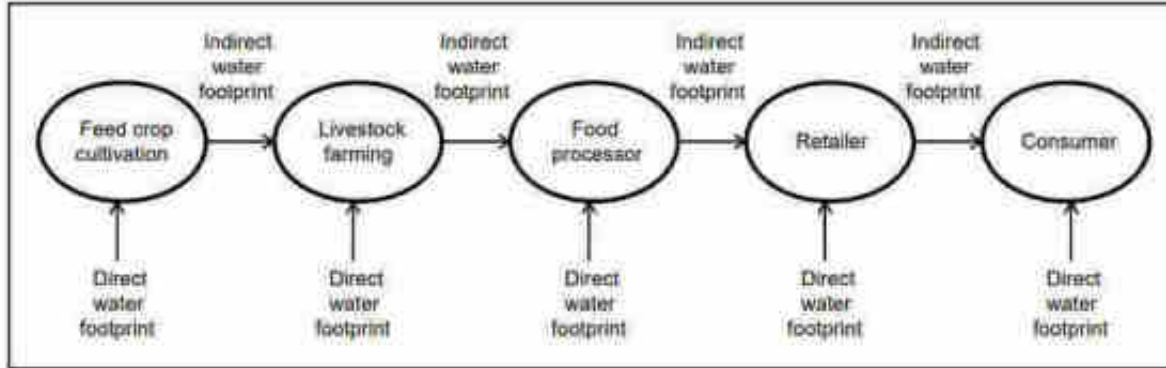 Indirect
water
footprint
Indirect
water
footprint
Indirect
water
footprint
Indirect
water
footprint
Feed crop
cultivation
Livestock
farming
Food
processor
Retailer
Consumer
Direct
water
footprint
Direct
water
footprint
Direct
water
footprint
Direct
water
footprint
Direct
water
footprint